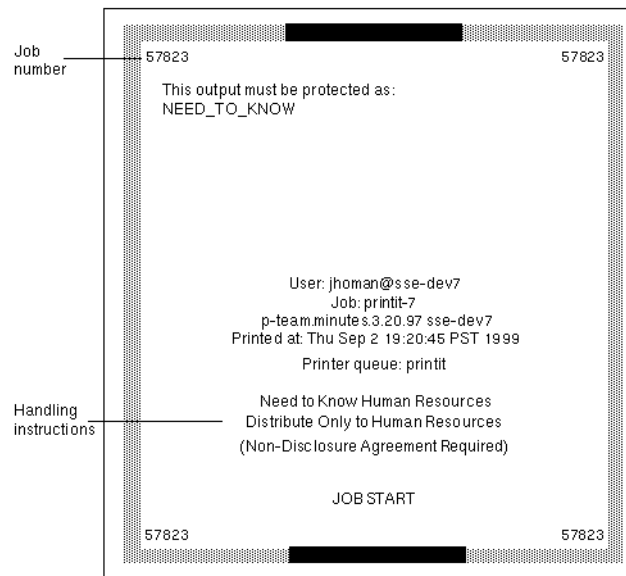 Job
number
57823 57823
This output must be protected as:
NEED_TO_KNOW
User: jhoman@sse-dev7
Job: printit-7
p-team.minutes.3.20.97 sse-dev7
Printed at: Thu Sep 2 19:20:45 PST 1999
Printer queue: printit
Need to Know Human Resources
Handling
instructions
Distribute Only to Human Resources
(Non-Disclosure Agreement Required)
JOB START
57823 57823